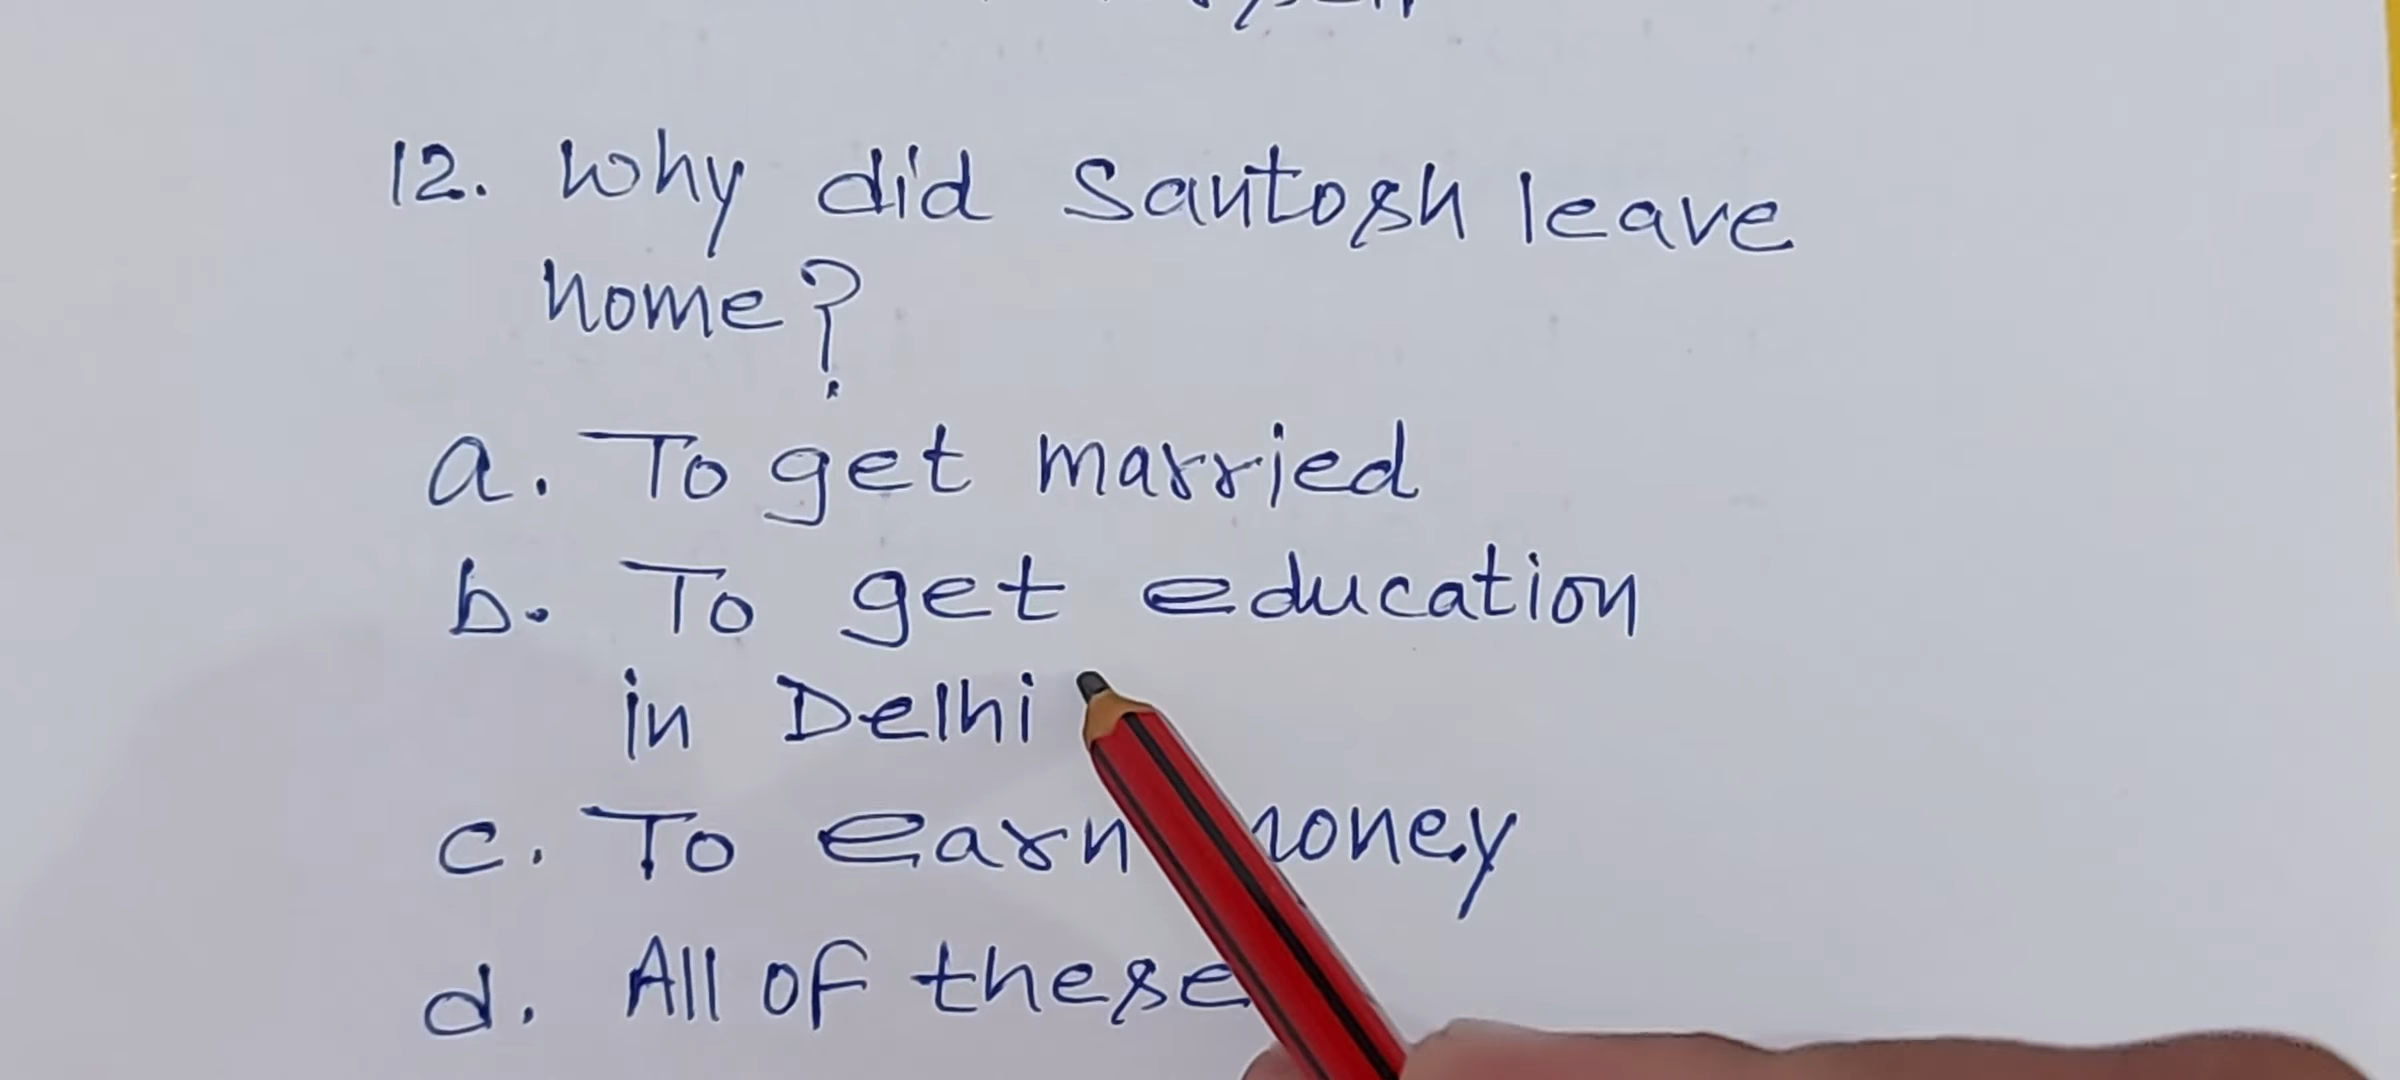 12. Why did Santosh leave
home?
a. To get married
b. To get education
in Delhi
c. To earn money
d. All of these